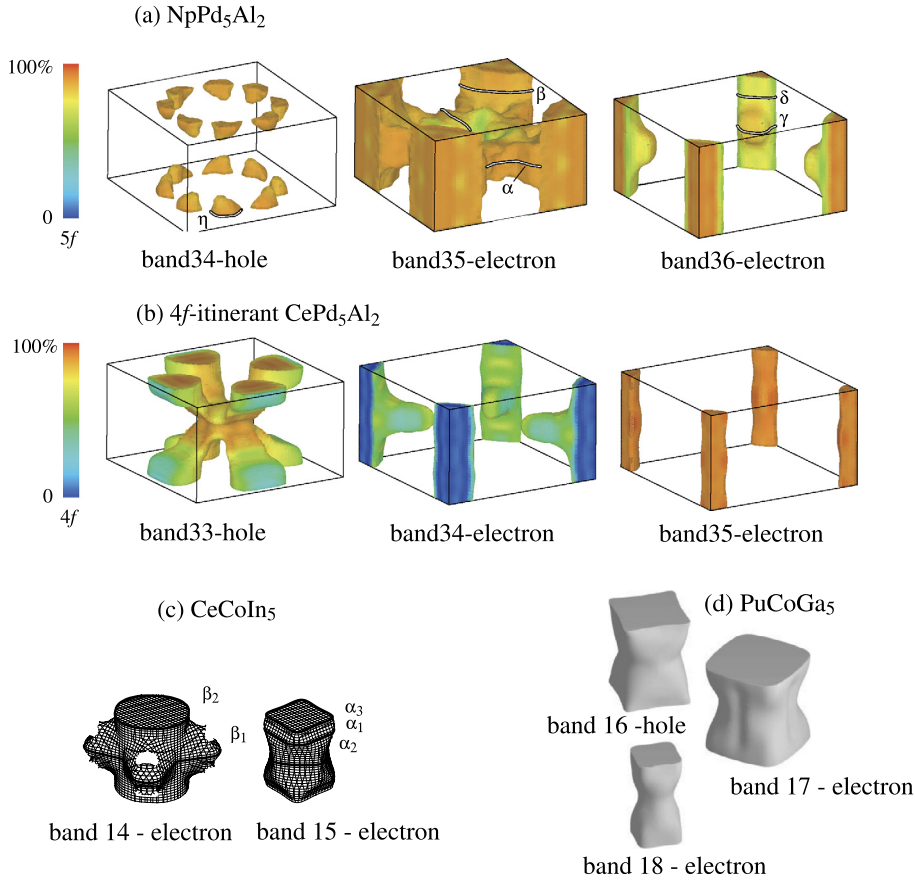 (a) NpPd5Al2
100%
0
5f
η
β
α
δ
γ
band34-hole
band35-electron
band36-electron
(b) 4f-itinerant CePd5Al2
100%
0
4f
band33-hole
band34-electron
band35-electron
(c) CeCoIn5
(d) PuCoGa5
β2
β1
α3
α1
α2
band 14 - electron
band 15 - electron
band 16 -hole
band 17 - electron
band 18 - electron